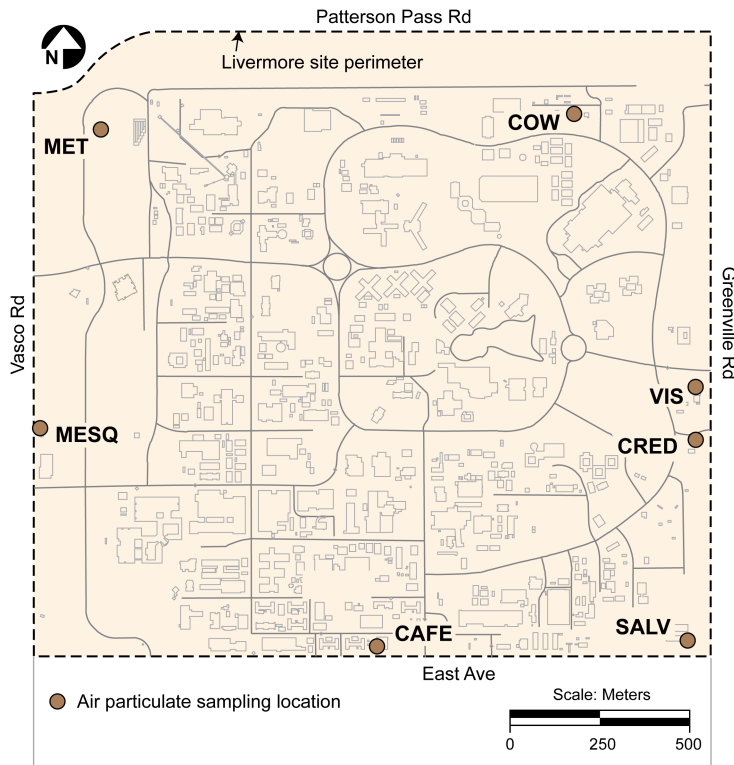 Patterson Pass Rd
N
Livermore site perimeter
COW
MET
Vasco Rd
Greenville Rd
VIS
MESQ
CRED
CAFE
SALV
East Ave
Air particulate sampling location
Scale: Meters
0 250 500